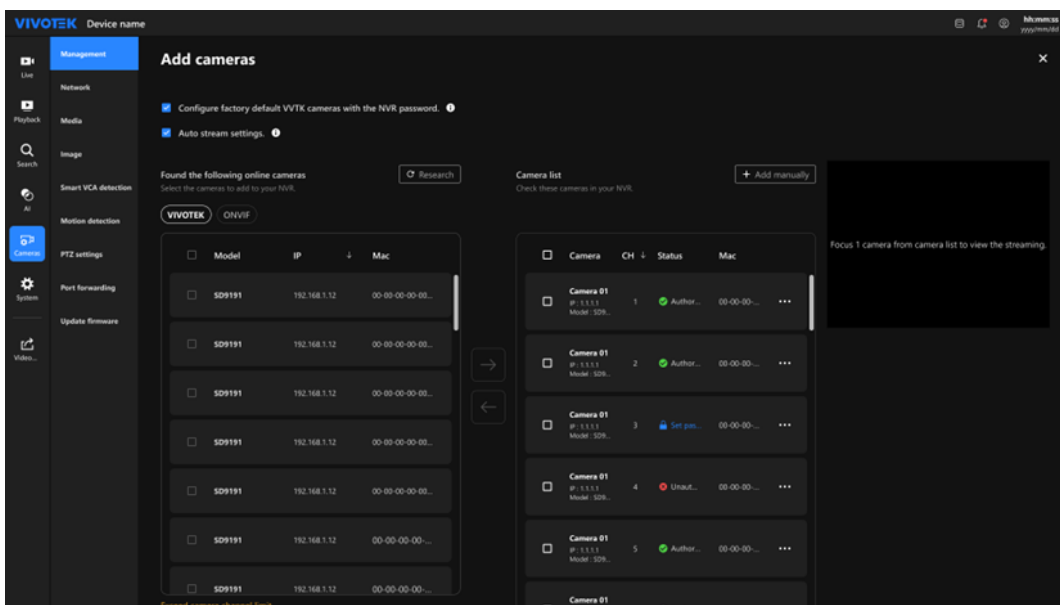 VIVOTEK Device name
hh:mm:ss
yyyy/mm/dd
Live
Playback
Search
AI
Cameras
System
Video...
Management
Network
Media
Image
Smart VCA detection
Motion detection
PTZ settings
Port forwarding
Update firmware
Add cameras
Configure factory default VVTK cameras with the NVR password.
Auto stream settings.
Found the following online cameras
Select the cameras to add to your NVR.
Research
VIVOTEK ONVIF
Model IP Mac
SD9191 192.168.1.12 00-00-00-00-00...
SD9191 192.168.1.12 00-00-00-00-00...
SD9191 192.168.1.12 00-00-00-00-00...
SD9191 192.168.1.12 00-00-00-00-00...
SD9191 192.168.1.12 00-00-00-00-00...
SD9191 192.168.1.12 00-00-00-00-...
SD9191 192.168.1.12 00-00-00-00-...
Exceed camera channel limit
Camera list
Check these cameras in your NVR.
+ Add manually
Camera CH Status Mac
Camera 01
IP : 1.1.1.1 1 Author... 00-00-00-...
Model : SD9...
Camera 01
IP : 1.1.1.1 2 Author... 00-00-00-...
Model : SD9...
Camera 01
IP : 1.1.1.1 3 Set pas... 00-00-00-...
Model : SD9...
Camera 01
IP : 1.1.1.1 4 Unaut... 00-00-00-...
Model : SD9...
Camera 01
IP : 1.1.1.1 5 Author... 00-00-00-...
Model : SD9...
Camera 01
Focus 1 camera from camera list to view the streaming.